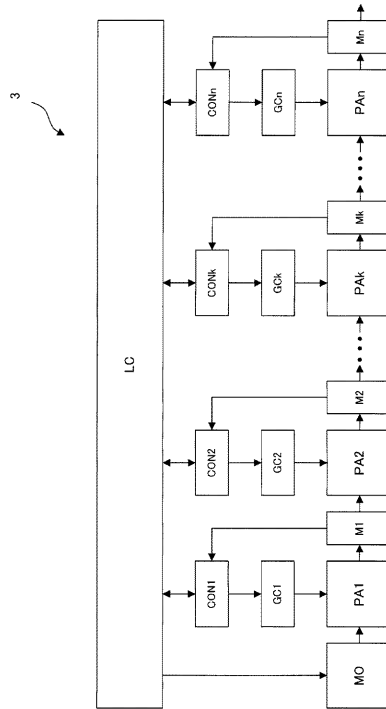 3
LC
CON1
CON2
CONk
CONn
GC1
GC2
GCk
GCn
M1
M2
Mk
Mn
MO
PA1
PA2
PAk
PAn